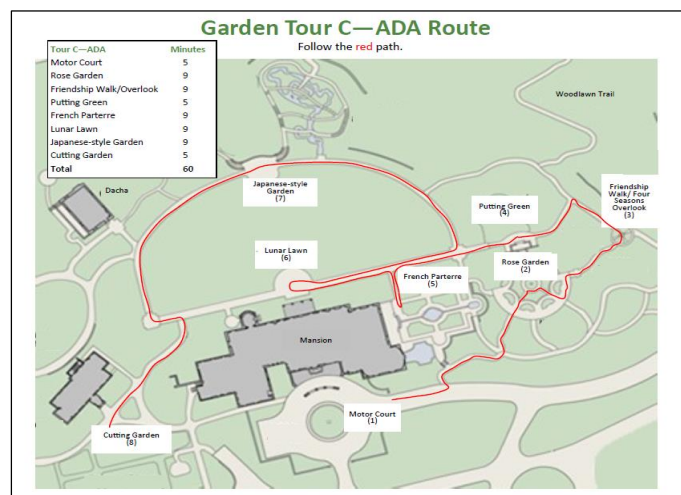 Garden Tour C—ADA Route
Follow the red path.
Tour C—ADA Minutes
Motor Court 5
Rose Garden 9
Friendship Walk/Overlook 9
Putting Green 5
French Parterre 9
Lunar Lawn 9
Japanese-style Garden 9
Cutting Garden 5
Total 60
Woodlawn Trail
Dacha
Japanese-style
Garden
(7)
Putting Green
(4)
Friendship
Walk/ Four
Seasons
Overlook
(3)
Lunar Lawn
(6)
French Parterre
(5)
Rose Garden
(2)
Mansion
Motor Court
(1)
Cutting Garden
(8)